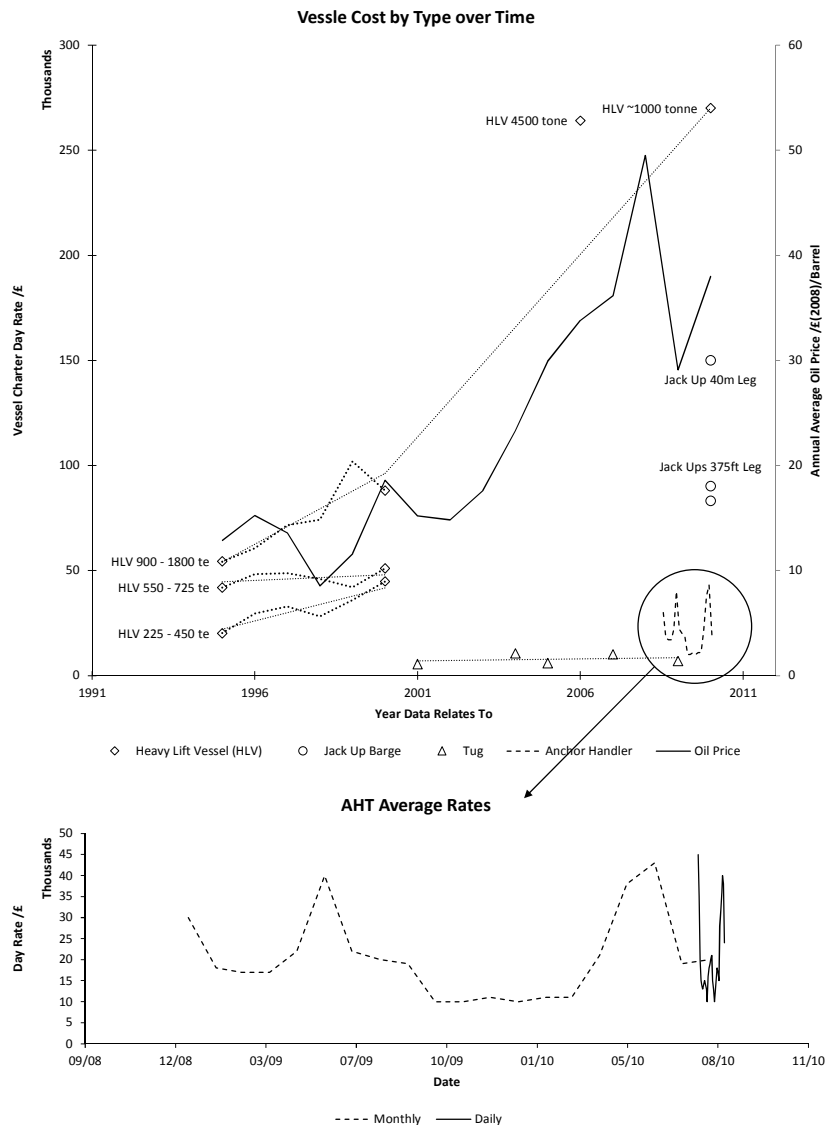 Vessle Cost by Type over Time
300
250
200
150
100
50
0
Thousands
Vessel Charter Day Rate /£
60
50
40
30
20
10
0
Annual Average Oil Price /£(2008)/Barrel
HLV ~1000 tonne
HLV 4500 tone
Jack Up 40m Leg
Jack Ups 375ft Leg
HLV 900 - 1800 te
HLV 550 - 725 te
HLV 225 - 450 te
1991 1996 2001 2006 2011
Year Data Relates To
Heavy Lift Vessel (HLV) Jack Up Barge Tug Anchor Handler Oil Price
AHT Average Rates
50
45
40
35
30
25
20
15
10
5
0
Thousands
Day Rate /£
09/08 12/08 03/09 07/09 10/09 01/10 05/10 08/10 11/10
Date
Monthly Daily